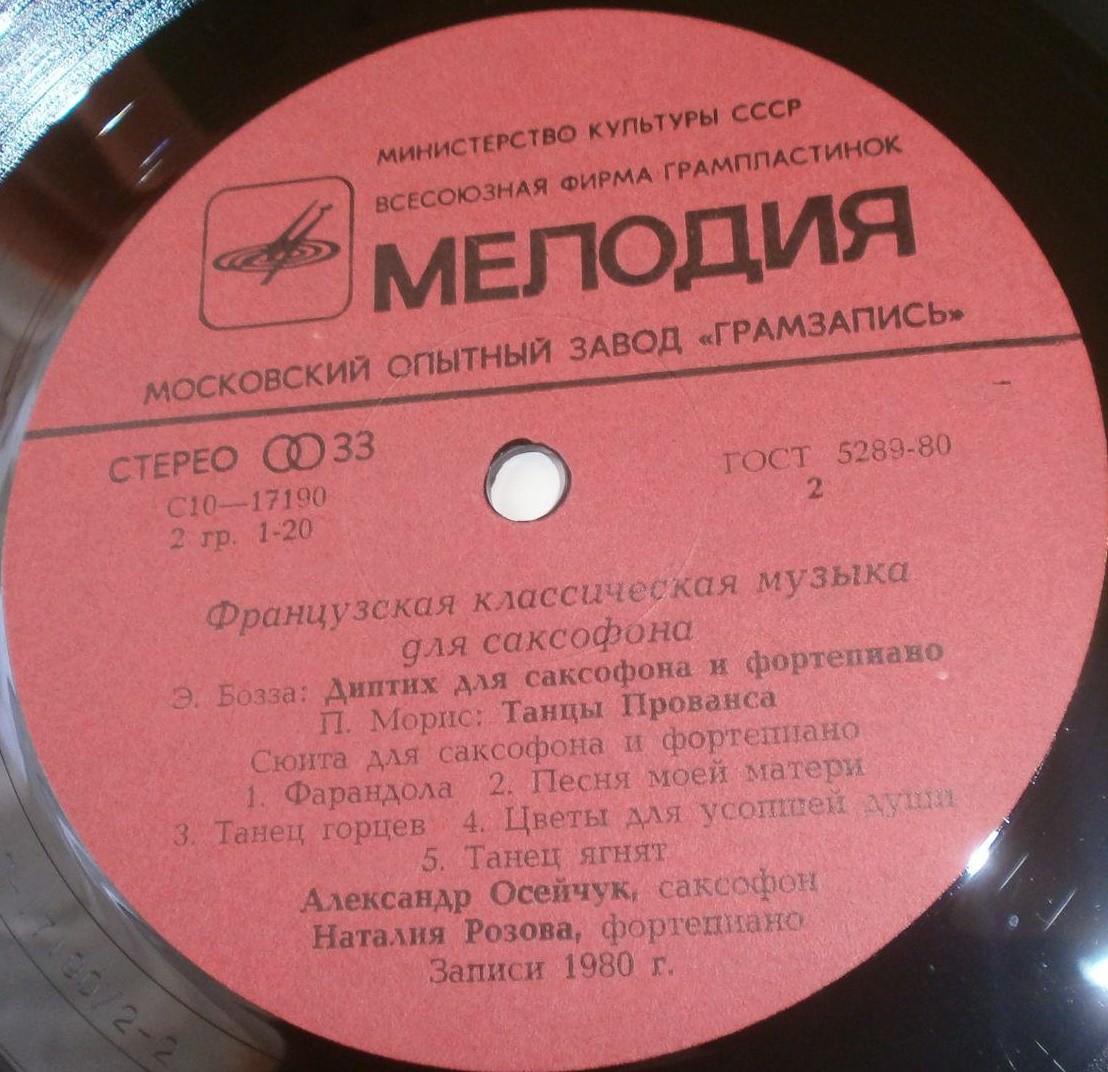 МИНИСТЕРСТВО КУЛЬТУРЫ СССР
ВСЕСОЮЗНАЯ ФИРМА ГРАМПЛАСТИНОК
МЕЛОДИЯ
МОСКОВСКИЙ ОПЫТНЫЙ ЗАВОД «ГРАМЗАПИСЬ»
СТЕРЕО 33
ГОСТ 5289-80
С10—17190
2
2 гр. 1-20
Французская классическая музыка
для саксофона
Э. Бозза: Диптих для саксофона и фортепиано
П. Морис: Танцы Прованса
Сюита для саксофона и фортепиано
1. Фарандола 2. Песня моей матери
3. Танец горцев 4. Цветы для усопшей души
5. Танец ягнят
Александр Осейчук, саксофон
Наталия Розова, фортепиано
Записи 1980 г.